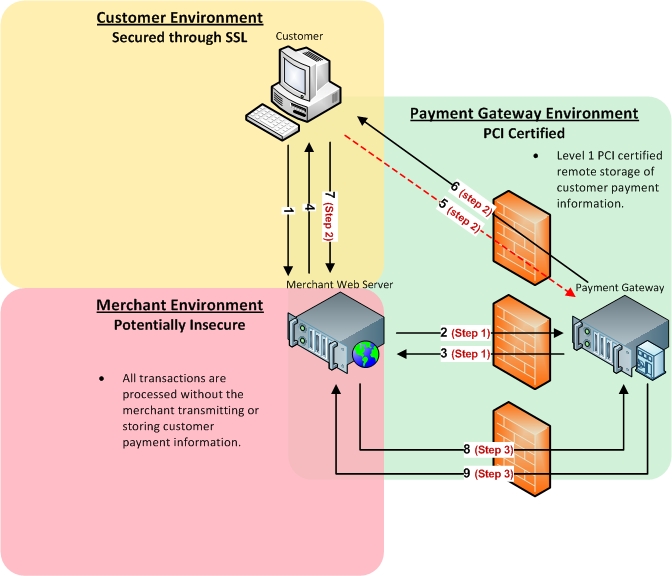 Customer Environment
Secured through SSL
Customer
Payment Gateway Environment
PCI Certified
• Level 1 PCI certified
remote storage of
customer payment
information.
1
4
7 (Step 2)
6 (step 2)
5 (step 2)
Merchant Web Server
Payment Gateway
Merchant Environment
Potentially Insecure
• All transactions are
processed without the
merchant transmitting or
storing customer
payment information.
2 (Step 1)
3 (Step 1)
8 (Step 3)
9 (Step 3)